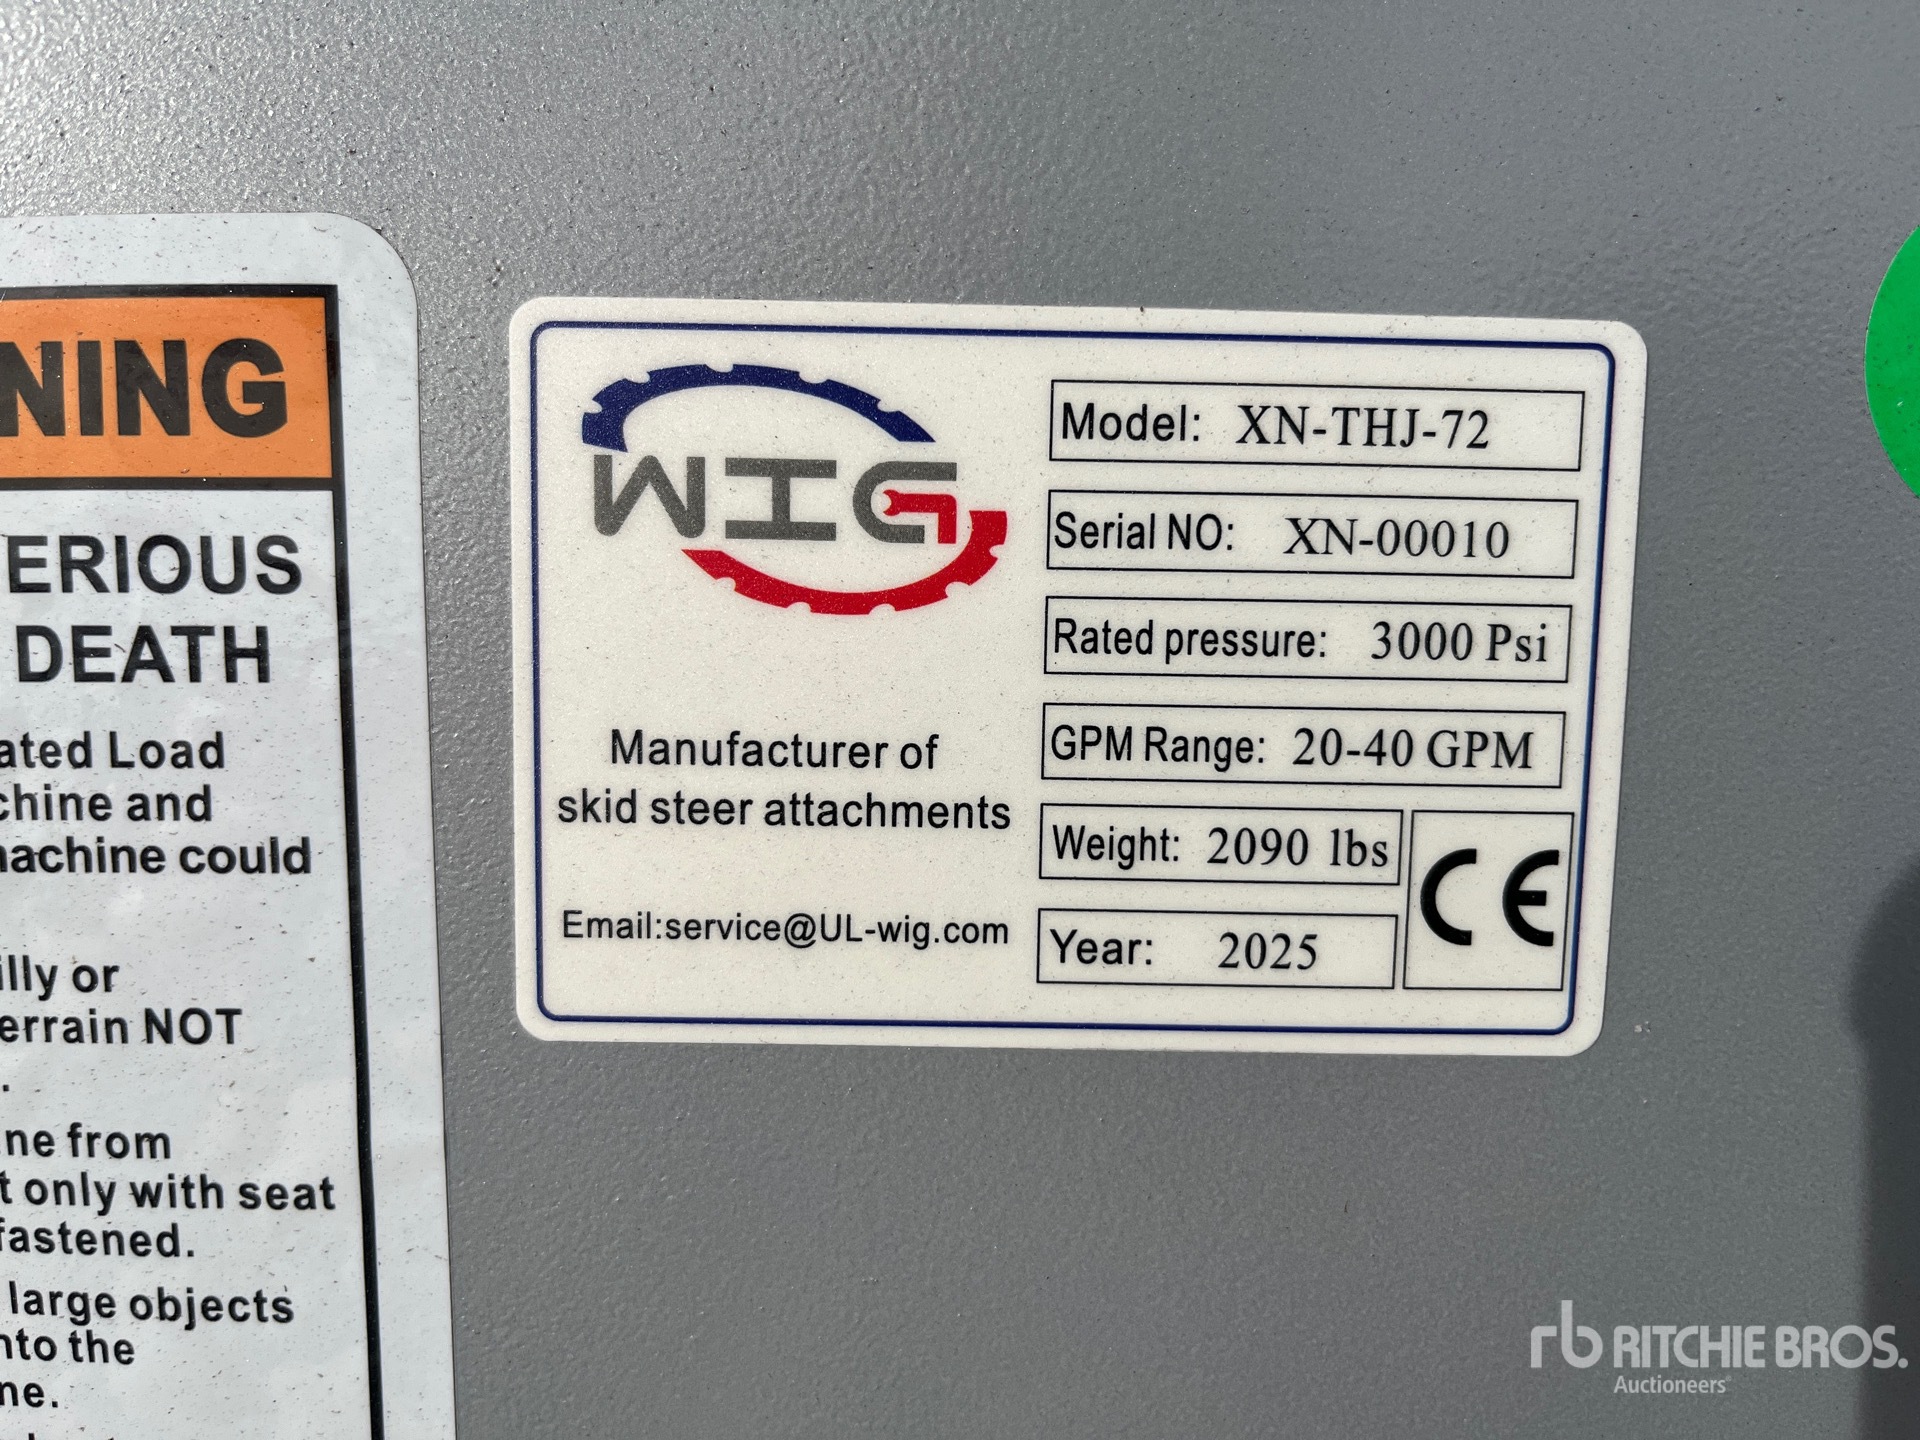 NING
ERIOUS
DEATH
ated Load
chine and
machine could
illy or
errain NOT
.
ne from
t only with seat
fastened.
large objects
nto the
ne.
WIG
Manufacturer of
skid steer attachments
Email:service@UL-wig.com
Model: XN-THJ-72
Serial NO: XN-00010
Rated pressure: 3000 Psi
GPM Range: 20-40 GPM
Weight: 2090 lbs
Year: 2025
CE
rb RITCHIE BROS.
Auctioneers